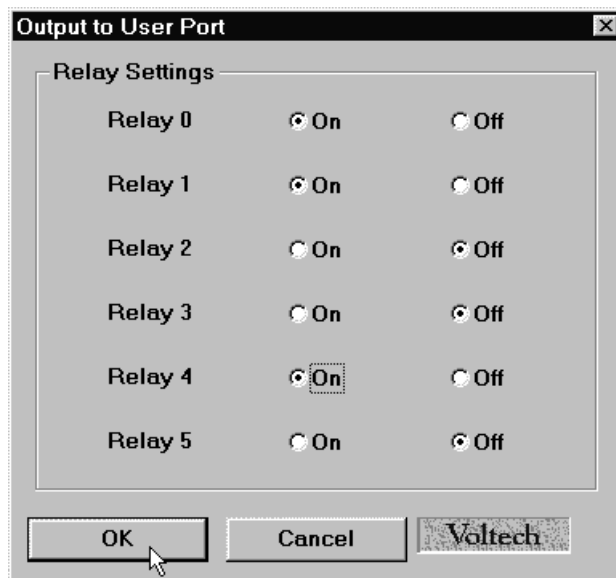 Output to User Port
Relay Settings
Relay 0 On Off
Relay 1 On Off
Relay 2 On Off
Relay 3 On Off
Relay 4 On Off
Relay 5 On Off
OK Cancel Voltech